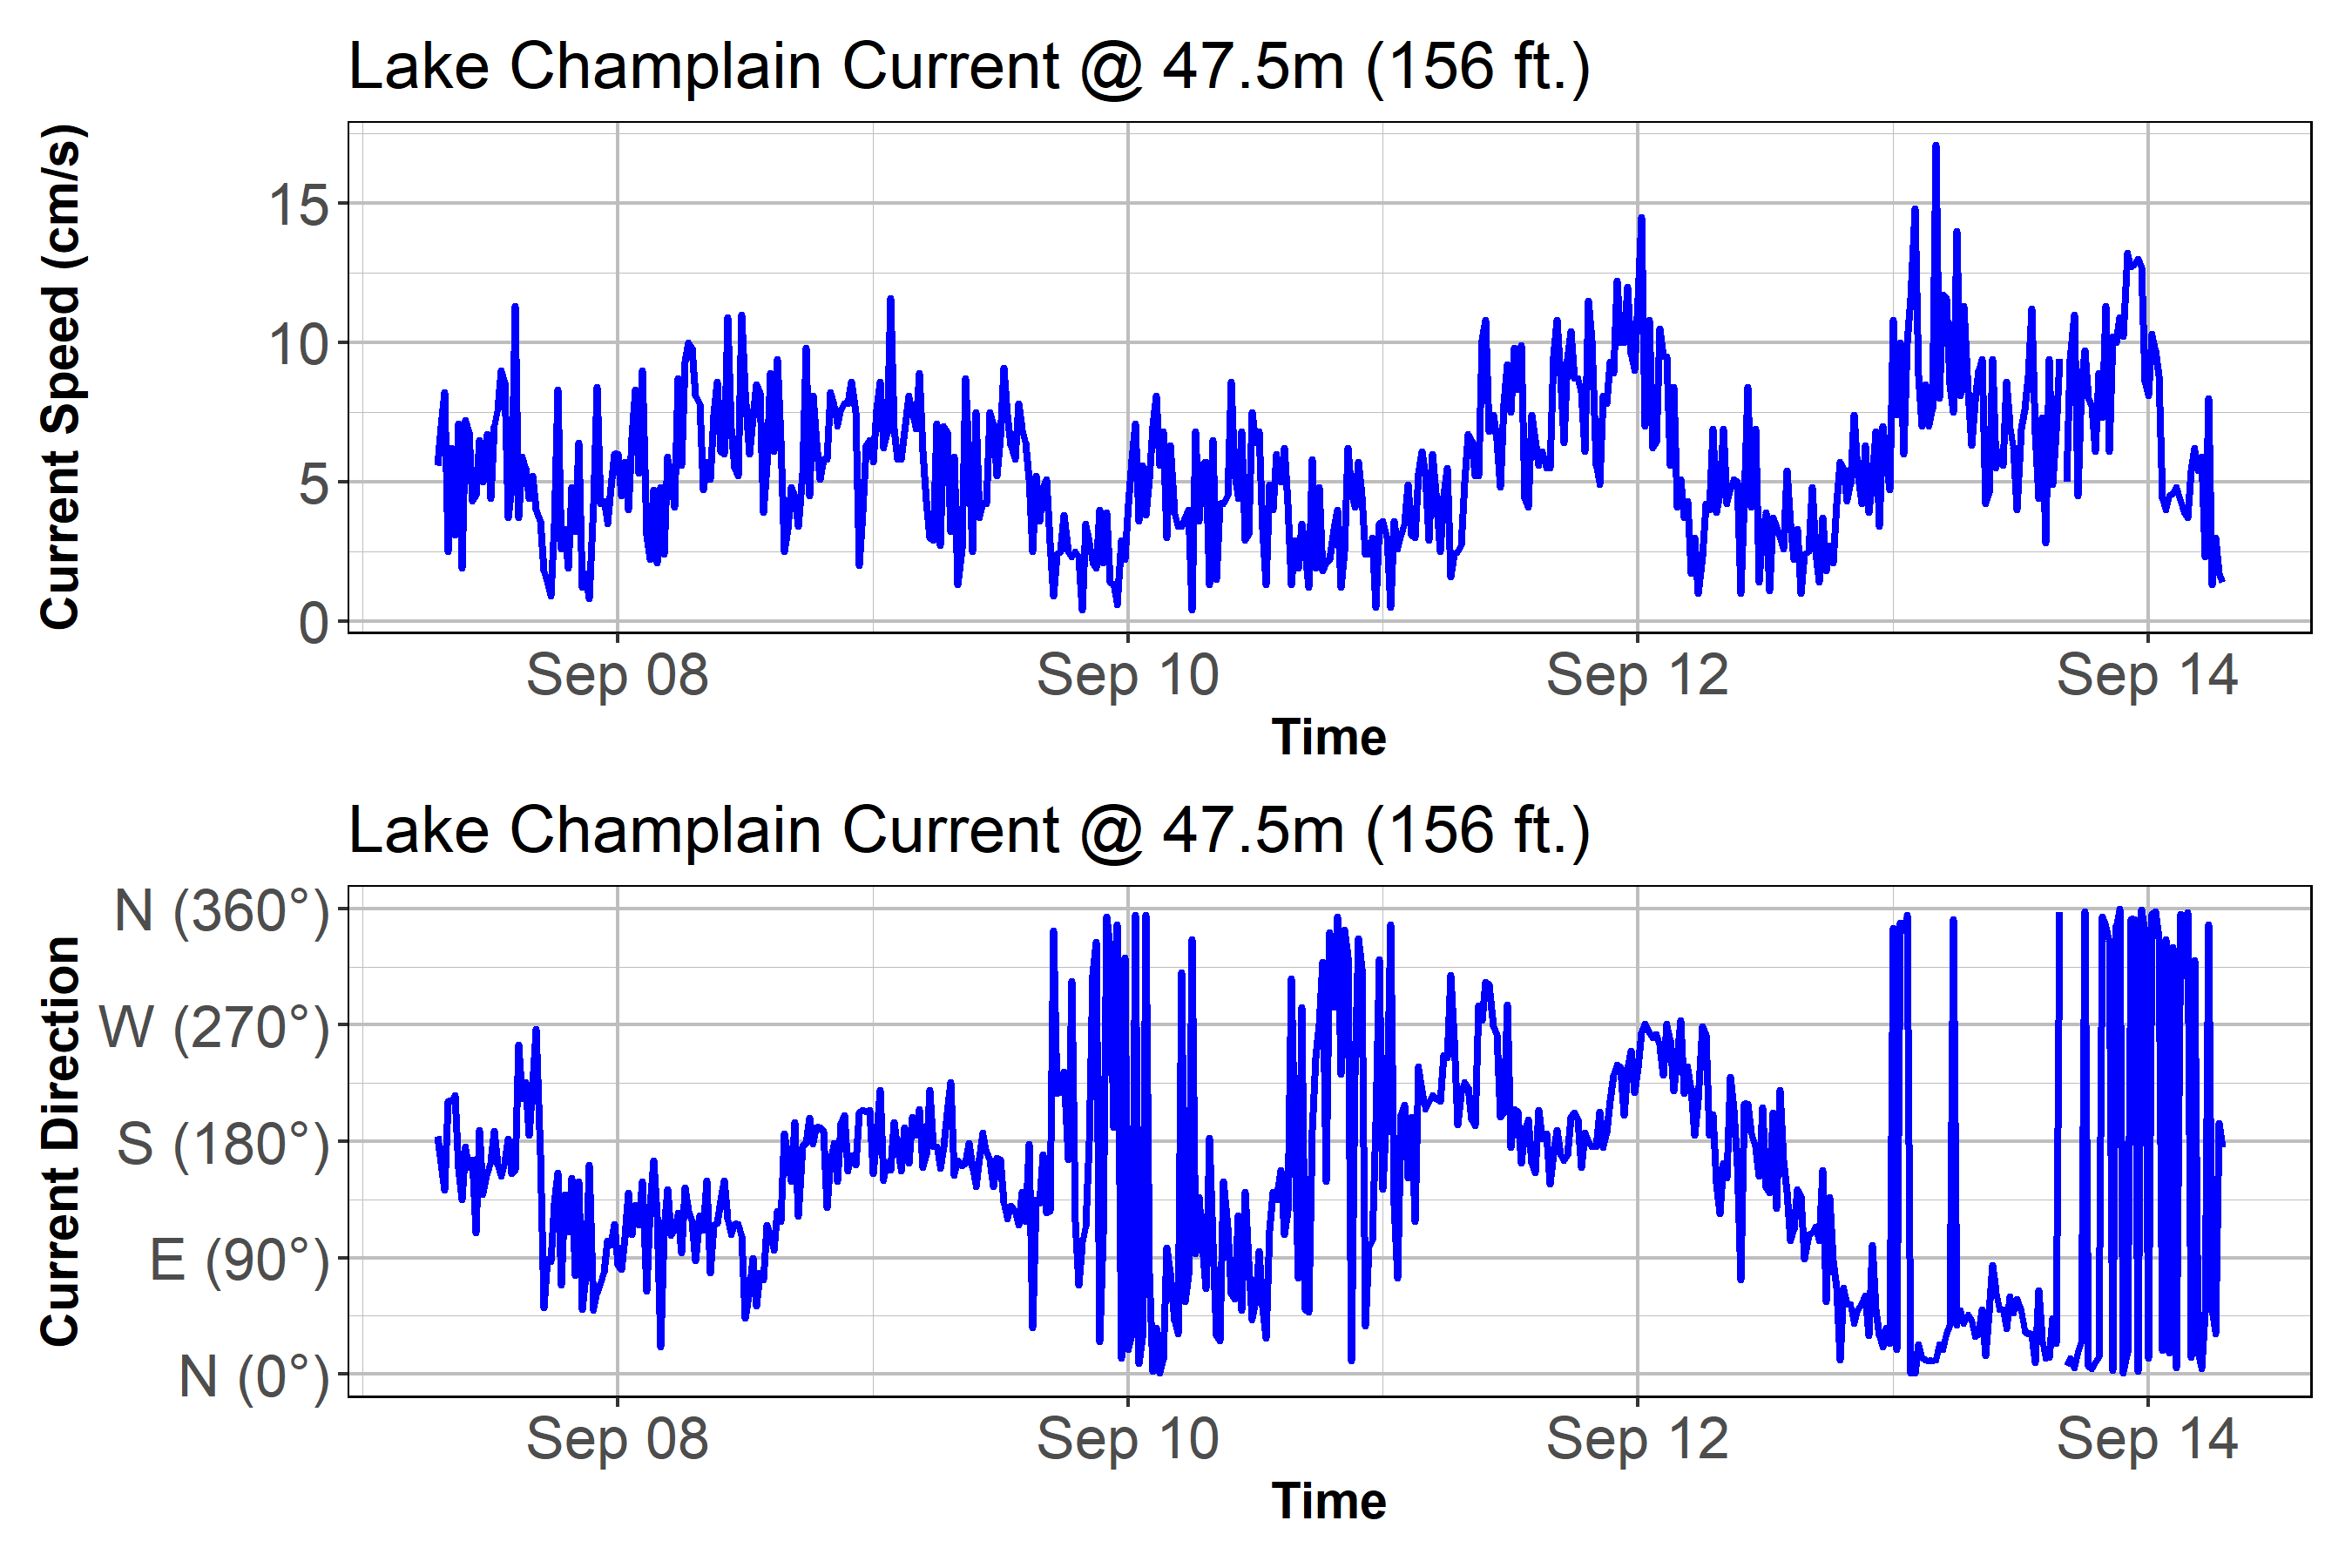 Lake Champlain Current @ 47.5m (156 ft.)
Current Speed (cm/s)
15
10
5
0
Sep 08 Sep 10 Sep 12 Sep 14
Time
Lake Champlain Current @ 47.5m (156 ft.)
Current Direction
N (360°)
W (270°)
S (180°)
E (90°)
N (0°)
Sep 08 Sep 10 Sep 12 Sep 14
Time